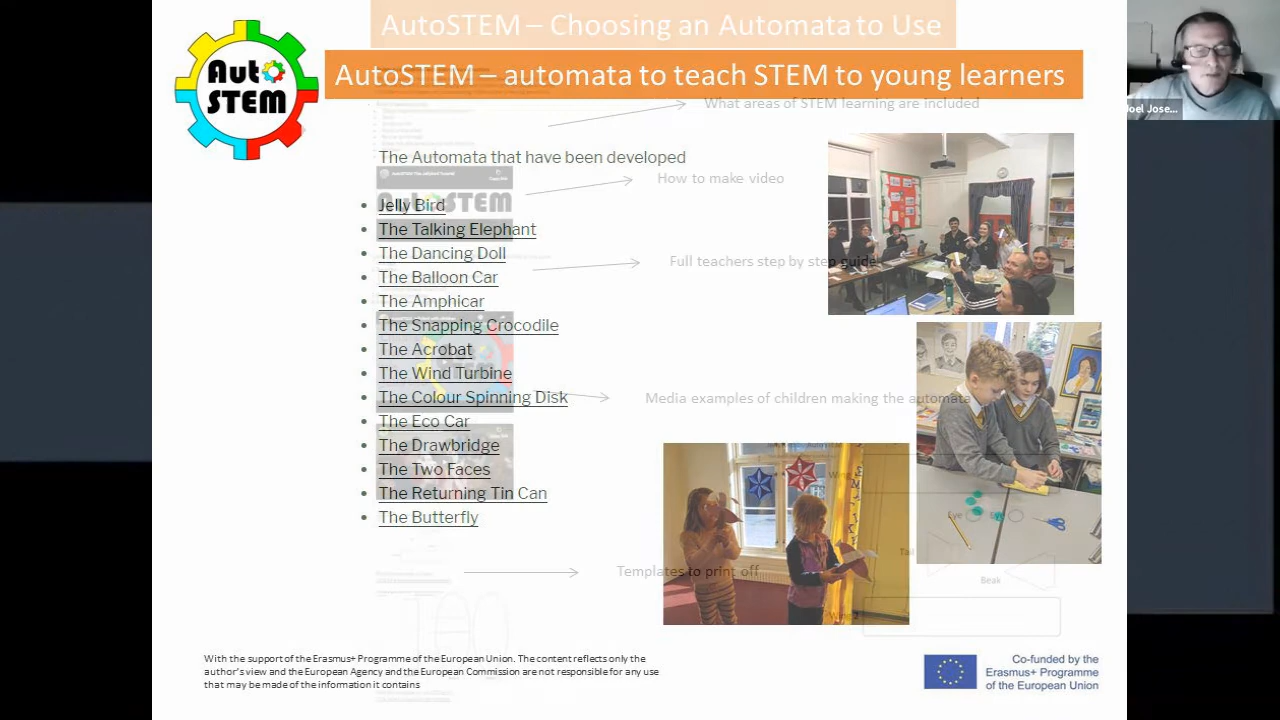 AutoSTEM – Choosing an Automata to Use
AutoSTEM – automata to teach STEM to young learners
Aut
STEM
Joel Jose...
What areas of STEM learning are included
The Automata that have been developed
How to make video
STEM
Jelly Bird
The Talking Elephant
The Dancing Doll
Full teachers step by step guide
The Balloon Car
The Amphicar
The Snapping Crocodile
The Acrobat
The Wind Turbine
The Colour Spinning Disk
Media examples of children making the automata
The Eco Car
The Drawbridge
The Two Faces
The Returning Tin Can
The Butterfly
Eye
Tail
Templates to print off
Beak
With the support of the Erasmus+ Programme of the European Union. The content reflects only the
author's view and the European Agency and the European Commission are not responsible for any use
that may be made of the information it contains
Co-funded by the
Erasmus+ Programme
of the European Union